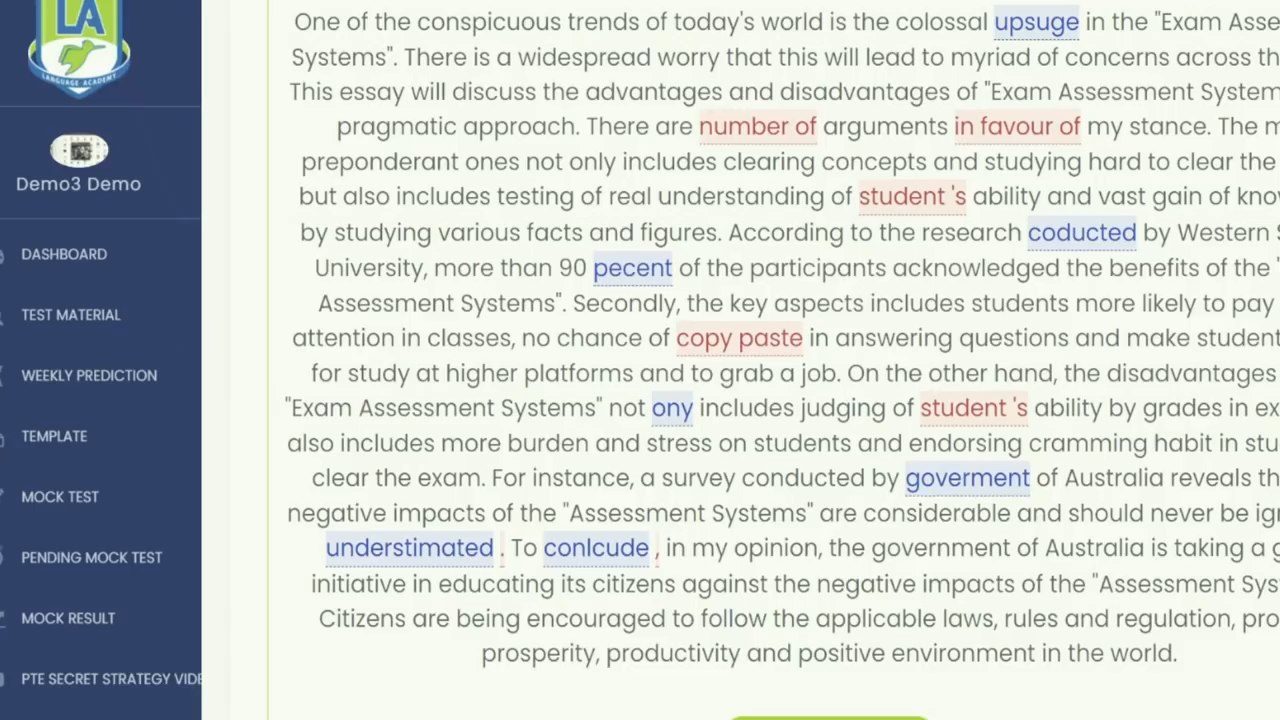 LA
LANGUAGE ACADEMY
Demo3 Demo
DASHBOARD
TEST MATERIAL
WEEKLY PREDICTION
TEMPLATE
MOCK TEST
PENDING MOCK TEST
MOCK RESULT
PTE SECRET STRATEGY VIDE
One of the conspicuous trends of today's world is the colossal upsuge in the "Exam Asse
Systems". There is a widespread worry that this will lead to myriad of concerns across th
This essay will discuss the advantages and disadvantages of "Exam Assessment System
pragmatic approach. There are number of arguments in favour of my stance. The m
preponderant ones not only includes clearing concepts and studying hard to clear the
but also includes testing of real understanding of student 's ability and vast gain of kno
by studying various facts and figures. According to the research coducted by Western S
University, more than 90 pecent of the participants acknowledged the benefits of the "
Assessment Systems". Secondly, the key aspects includes students more likely to pay
attention in classes, no chance of copy paste in answering questions and make student
for study at higher platforms and to grab a job. On the other hand, the disadvantages
"Exam Assessment Systems" not ony includes judging of student 's ability by grades in ex
also includes more burden and stress on students and endorsing cramming habit in stu
clear the exam. For instance, a survey conducted by goverment of Australia reveals th
negative impacts of the "Assessment Systems" are considerable and should never be ign
understimated . To conlcude , in my opinion, the government of Australia is taking a g
initiative in educating its citizens against the negative impacts of the "Assessment Sys
Citizens are being encouraged to follow the applicable laws, rules and regulation, pro
prosperity, productivity and positive environment in the world.